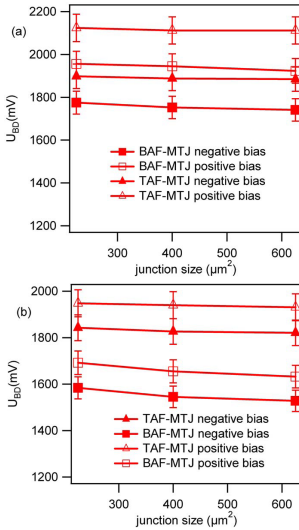 (a)
2200
2000
1800
1600
1400
1200
U_BD(mV)
BAF-MTJ negative bias
BAF-MTJ positive bias
TAF-MTJ negative bias
TAF-MTJ positive bias
300 400 500 600
junction size (μm²)
(b)
2000
1800
1600
1400
1200
U_BD(mV)
TAF-MTJ negative bias
BAF-MTJ negative bias
TAF-MTJ positive bias
BAF-MTJ positive bias
300 400 500 600
junction size (μm²)